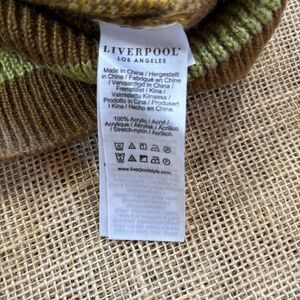 LIVERPOOL
LOS ANGELES
Made in China / Hergestellt
in China / Fabriqué en Chine
/ Vervaardigd in China /
Fremstillet i Kina /
Valmistettu Kiinassa /
Prodotto in Cina / Produsert
i Kina / Hecho en China.
100% Acrylic / Acryl /
Acrylique / Akrylna / Acrilico
/ Stretch-nylon / Acrílico
www.liverpoolstyle.com